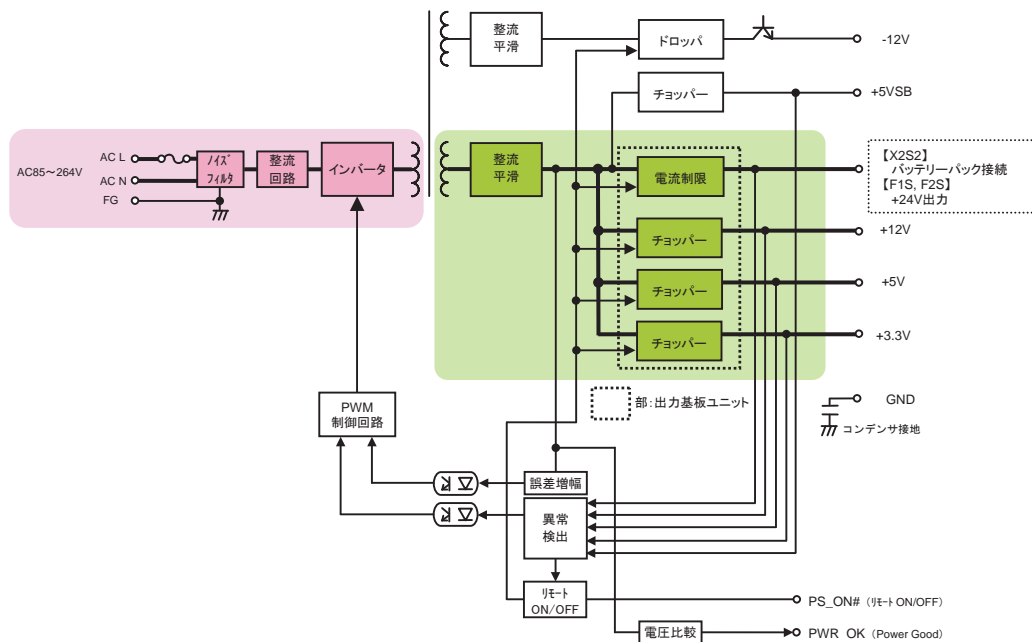 整流
平滑
ドロッパ
-12V
チョッパー
+5VSB
AC85～264V
AC L
AC N
FG
ﾉｲｽﾞ
ﾌｨﾙﾀ
整流
回路
インバータ
整流
平滑
電流制限
【X2S2】
バッテリーパック接続
【F1S, F2S】
+24V出力
チョッパー
+12V
チョッパー
+5V
チョッパー
+3.3V
部：出力基板ユニット
PWM
制御回路
GND
コンデンサ接地
誤差増幅
異常
検出
ﾘﾓｰﾄ
ON/OFF
PS_ON# (ﾘﾓｰﾄ ON/OFF)
電圧比較
PWR_OK (Power Good)